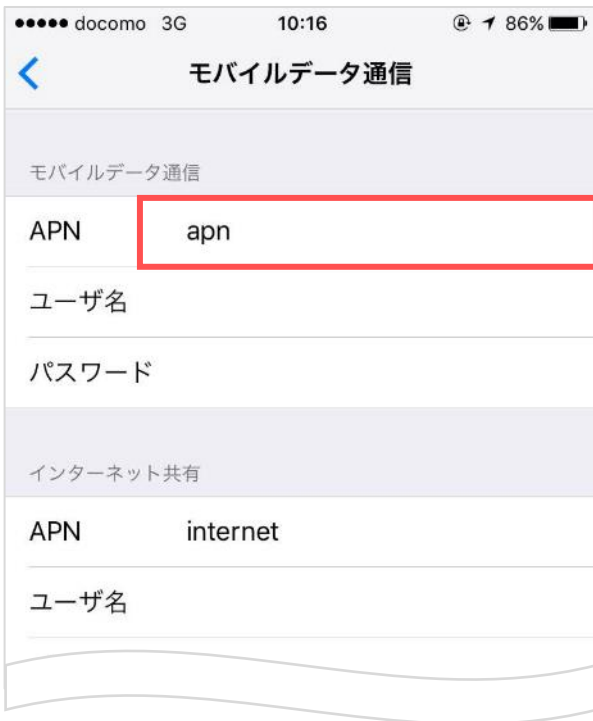 docomo 3G 10:16 86%
モバイルデータ通信
モバイルデータ通信
APN apn
ユーザ名
パスワード
インターネット共有
APN internet
ユーザ名